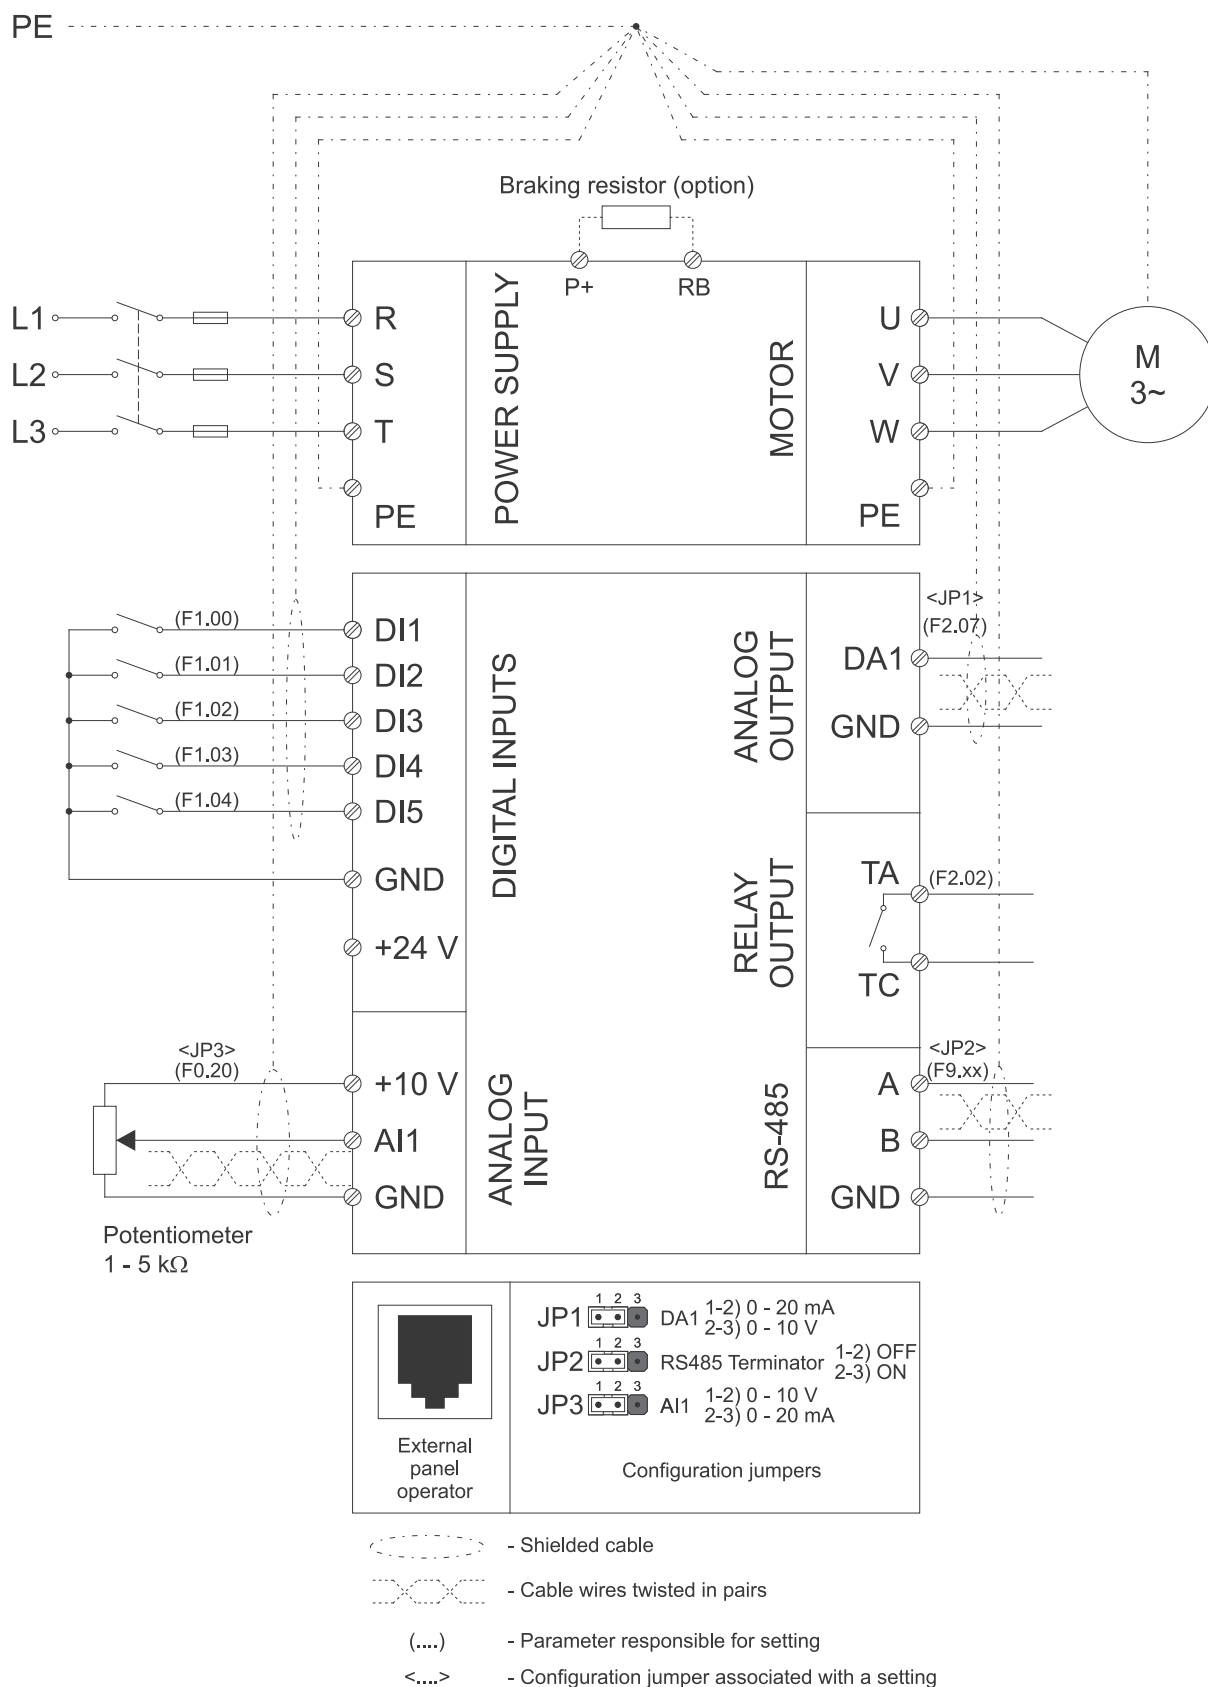 PE
Braking resistor (option)
P+ RB
L1
L2
L3
R
S
T
PE
POWER SUPPLY
MOTOR
U
V
W
PE
M
3~
(F1.00)
(F1.01)
(F1.02)
(F1.03)
(F1.04)
DI1
DI2
DI3
DI4
DI5
GND
+24 V
DIGITAL INPUTS
ANALOG
OUTPUT
DA1
GND
<JP1>
(F2.07)
RELAY
OUTPUT
TA
TC
(F2.02)
<JP3>
(F0.20)
+10 V
AI1
GND
ANALOG
INPUT
Potentiometer
1 - 5 kΩ
RS-485
A
B
GND
<JP2>
(F9.xx)
External
panel
operator
1 2 3
JP1 DA1 1-2) 0 - 20 mA
2-3) 0 - 10 V
1 2 3
JP2 RS485 Terminator 1-2) OFF
2-3) ON
1 2 3
JP3 AI1 1-2) 0 - 10 V
2-3) 0 - 20 mA
Configuration jumpers
- Shielded cable
- Cable wires twisted in pairs
(....) - Parameter responsible for setting
<....> - Configuration jumper associated with a setting